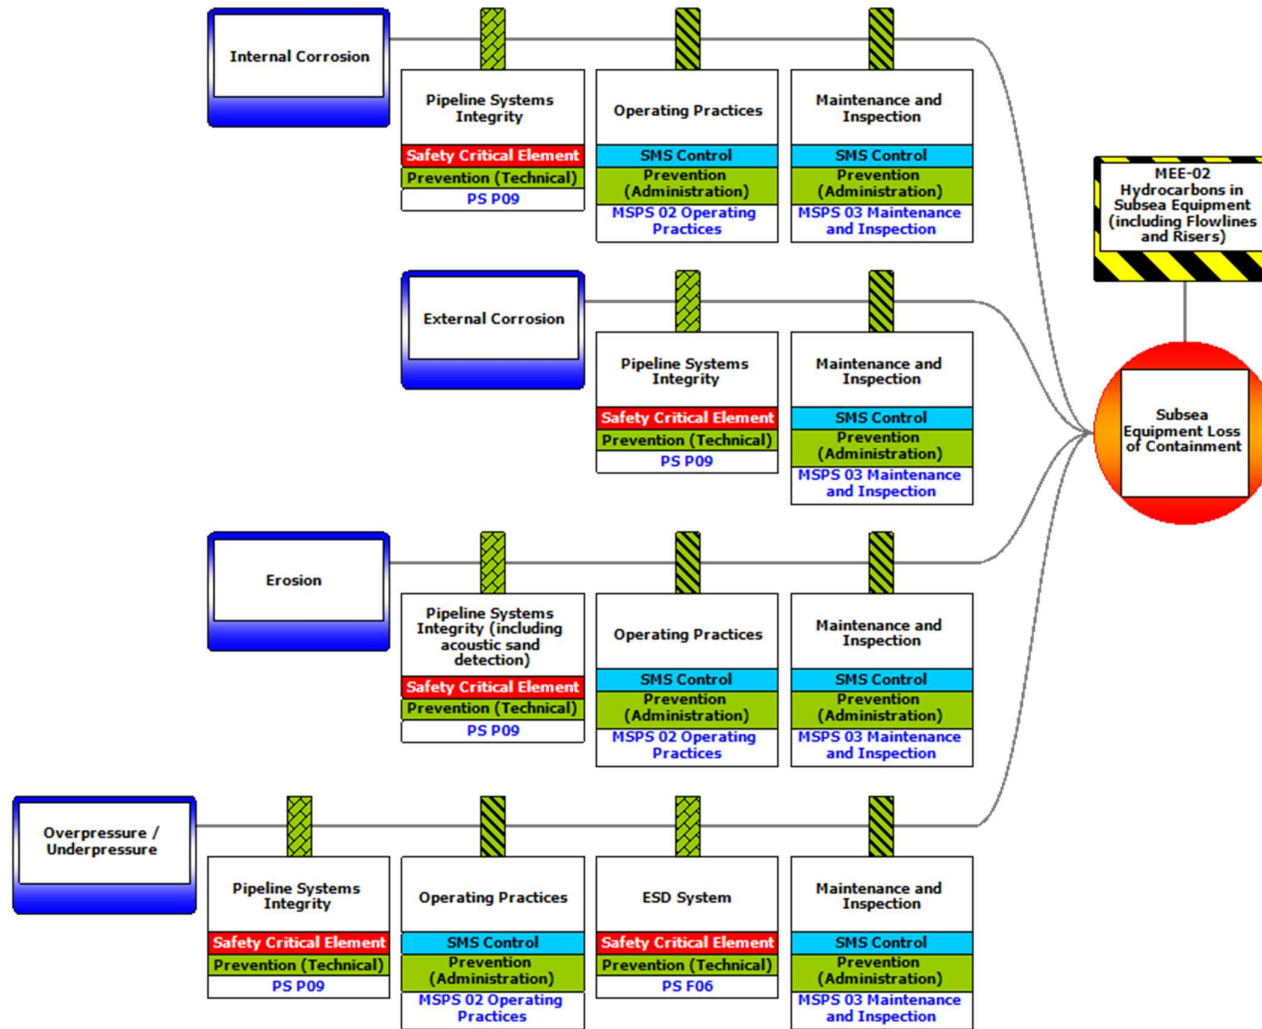 Internal Corrosion
Pipeline Systems
Integrity
Safety Critical Element
Prevention (Technical)
PS P09
Operating Practices
SMS Control
Prevention
(Administration)
MSPS 02 Operating
Practices
Maintenance and
Inspection
SMS Control
Prevention
(Administration)
MSPS 03 Maintenance
and Inspection
MEE-02
Hydrocarbons in
Subsea Equipment
(including Flowlines
and Risers)
External Corrosion
Pipeline Systems
Integrity
Safety Critical Element
Prevention (Technical)
PS P09
Maintenance and
Inspection
SMS Control
Prevention
(Administration)
MSPS 03 Maintenance
and Inspection
Subsea
Equipment Loss
of Containment
Erosion
Pipeline Systems
Integrity (including
acoustic sand
detection)
Safety Critical Element
Prevention (Technical)
PS P09
Operating Practices
SMS Control
Prevention
(Administration)
MSPS 02 Operating
Practices
Maintenance and
Inspection
SMS Control
Prevention
(Administration)
MSPS 03 Maintenance
and Inspection
Overpressure /
Underpressure
Pipeline Systems
Integrity
Safety Critical Element
Prevention (Technical)
PS P09
Operating Practices
SMS Control
Prevention
(Administration)
MSPS 02 Operating
Practices
ESD System
Safety Critical Element
Prevention (Technical)
PS F06
Maintenance and
Inspection
SMS Control
Prevention
(Administration)
MSPS 03 Maintenance
and Inspection